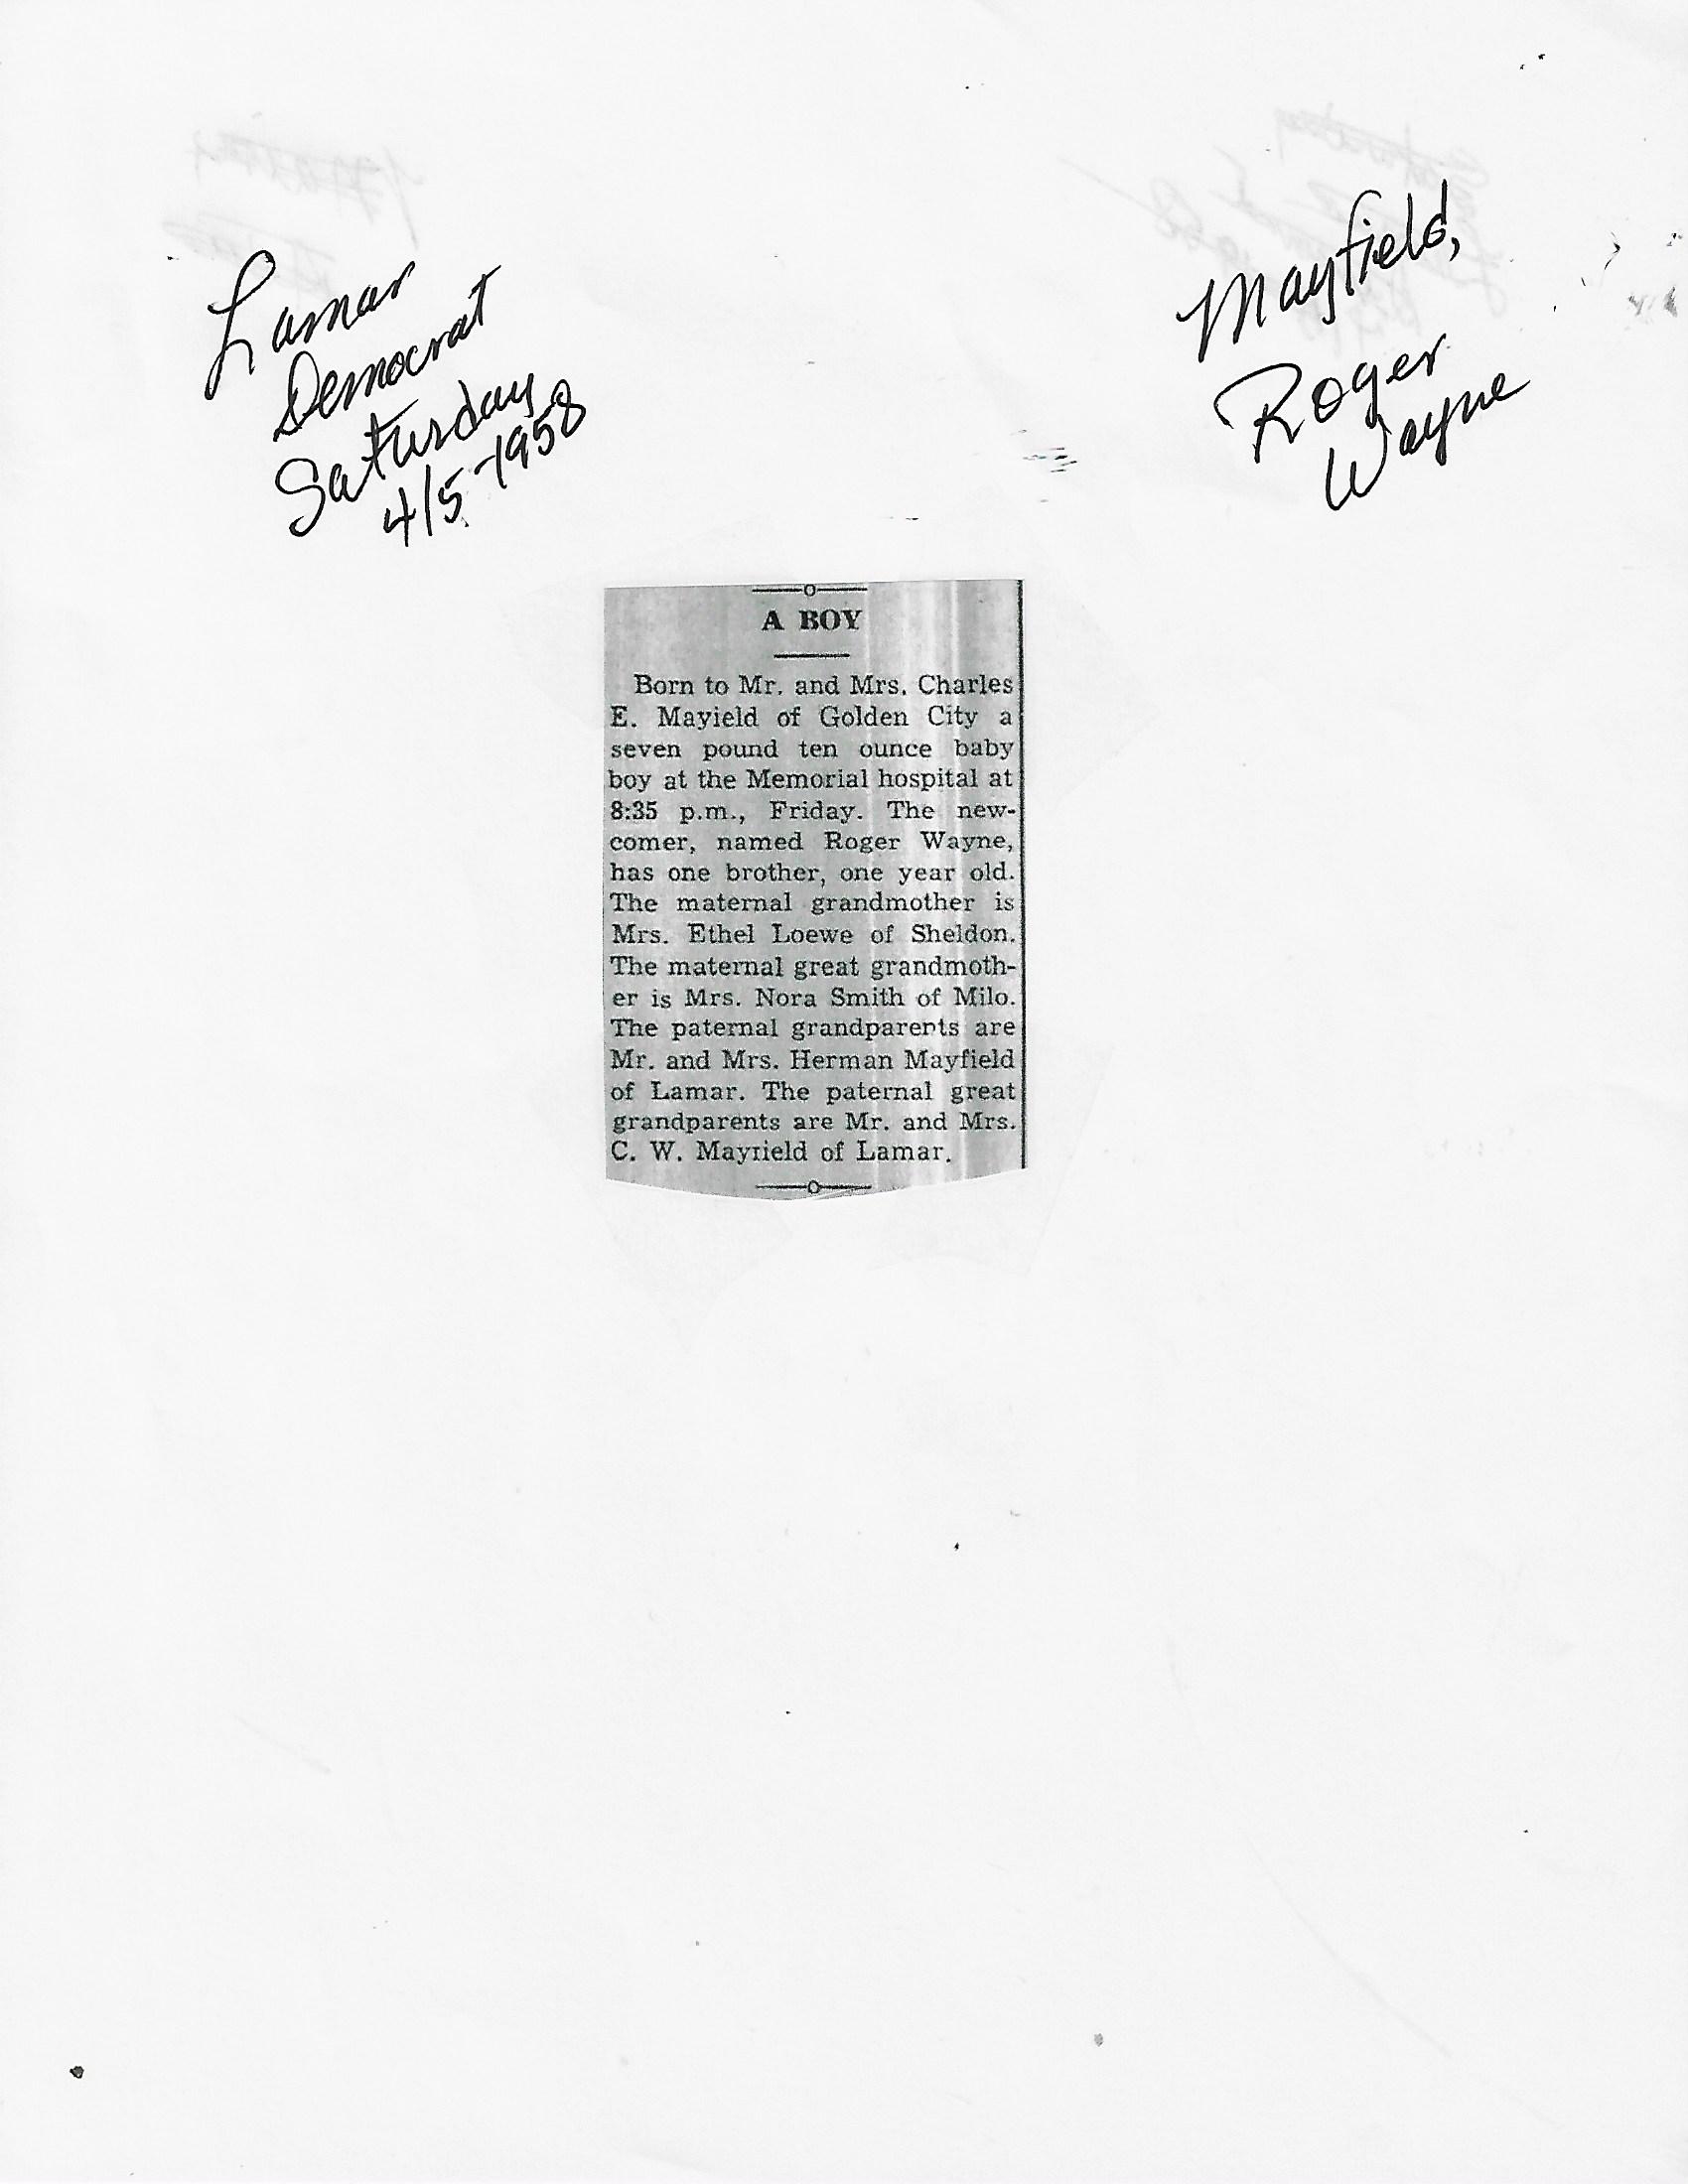 Lamar
Democrat
Saturday
4/5-1958
Mayfield,
Roger
Wayne
A BOY
Born to Mr. and Mrs. Charles
E. Mayield of Golden City a
seven pound ten ounce baby
boy at the Memorial hospital at
8:35 p.m., Friday. The new-
comer, named Roger Wayne,
has one brother, one year old.
The maternal grandmother is
Mrs. Ethel Loewe of Sheldon.
The maternal great grandmoth-
er is Mrs. Nora Smith of Milo.
The paternal grandparents are
Mr. and Mrs. Herman Mayfield
of Lamar. The paternal great
grandparents are Mr. and Mrs.
C. W. Mayfield of Lamar.